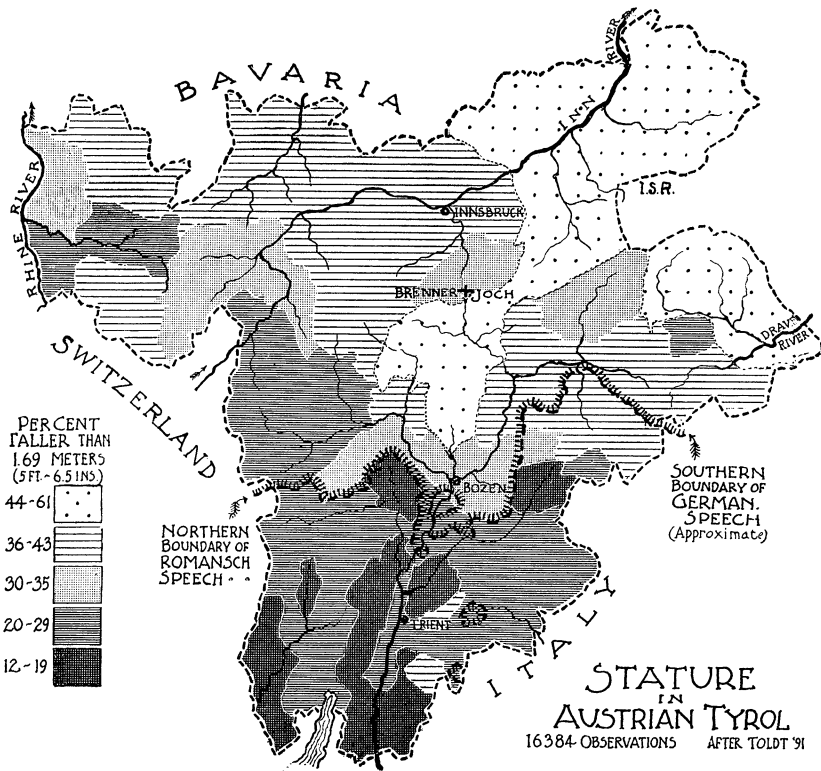 BAVARIA
RIVER
INN
I.S.R.
RHINE RIVER
INNSBRUCK
BRENNER JOCH
DRAVE
RIVER
SWITZERLAND
PER CENT
TALLER THAN
1.69 METERS
(5 FT.- 6.5 INS.)
44-61
36-43
30-35
20-29
12-19
BOZEN
SOUTHERN
BOUNDARY OF
GERMAN.
SPEECH
(Approximate)
NORTHERN
BOUNDARY OF
ROMANSCH
SPEECH
TRIENT
ITALY
STATURE
IN
AUSTRIAN TYROL
16384 OBSERVATIONS AFTER TOLDT '91